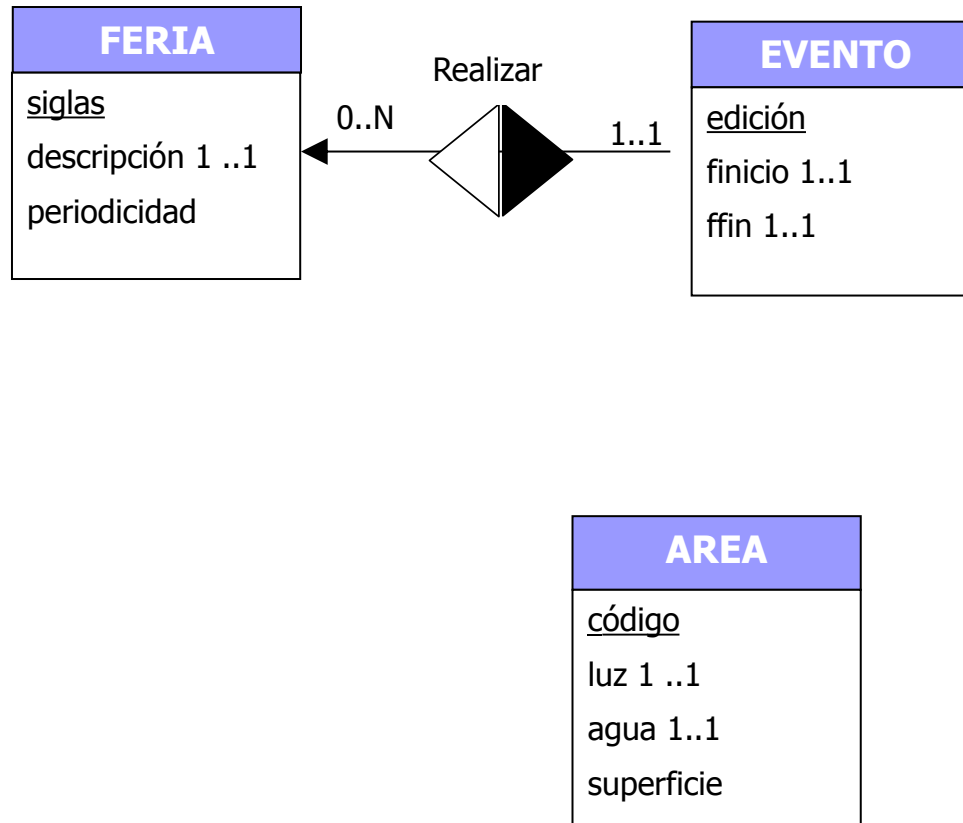 FERIA
siglas
descripción 1 ..1
periodicidad
Realizar
0..N
1..1
EVENTO
edición
finicio 1..1
ffin 1..1
AREA
código
luz 1 ..1
agua 1..1
superficie